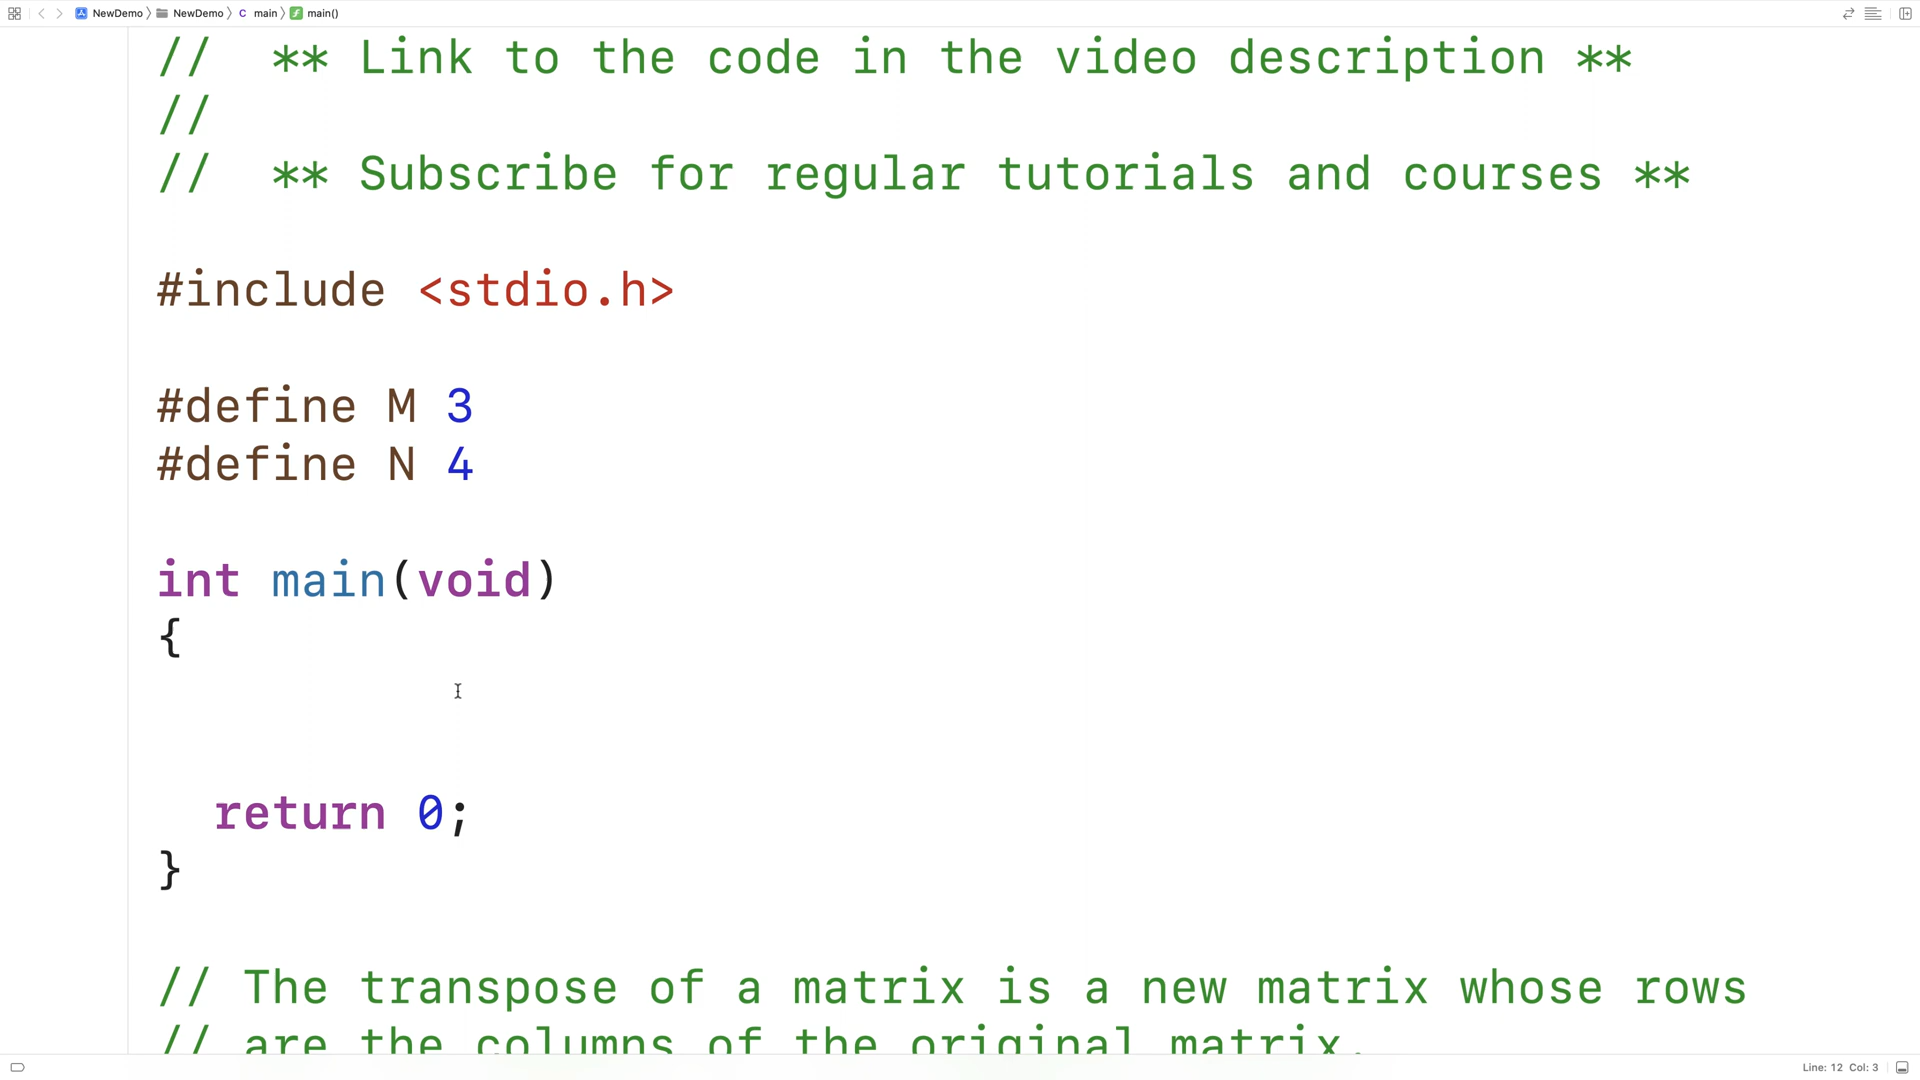 NewDemo NewDemo C main f main()
// ** Link to the code in the video description **
//
// ** Subscribe for regular tutorials and courses **
#include <stdio.h>
#define M 3
#define N 4
int main(void)
{
return 0;
}
// The transpose of a matrix is a new matrix whose rows
// are the columns of the original matrix.
Line: 12 Col: 3